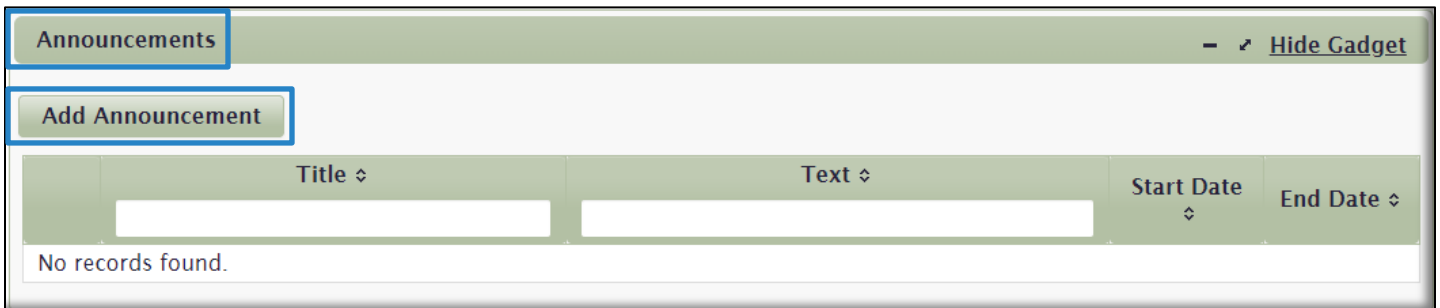 Announcements
Hide Gadget
Add Announcement
Title
Text
Start Date
End Date
No records found.